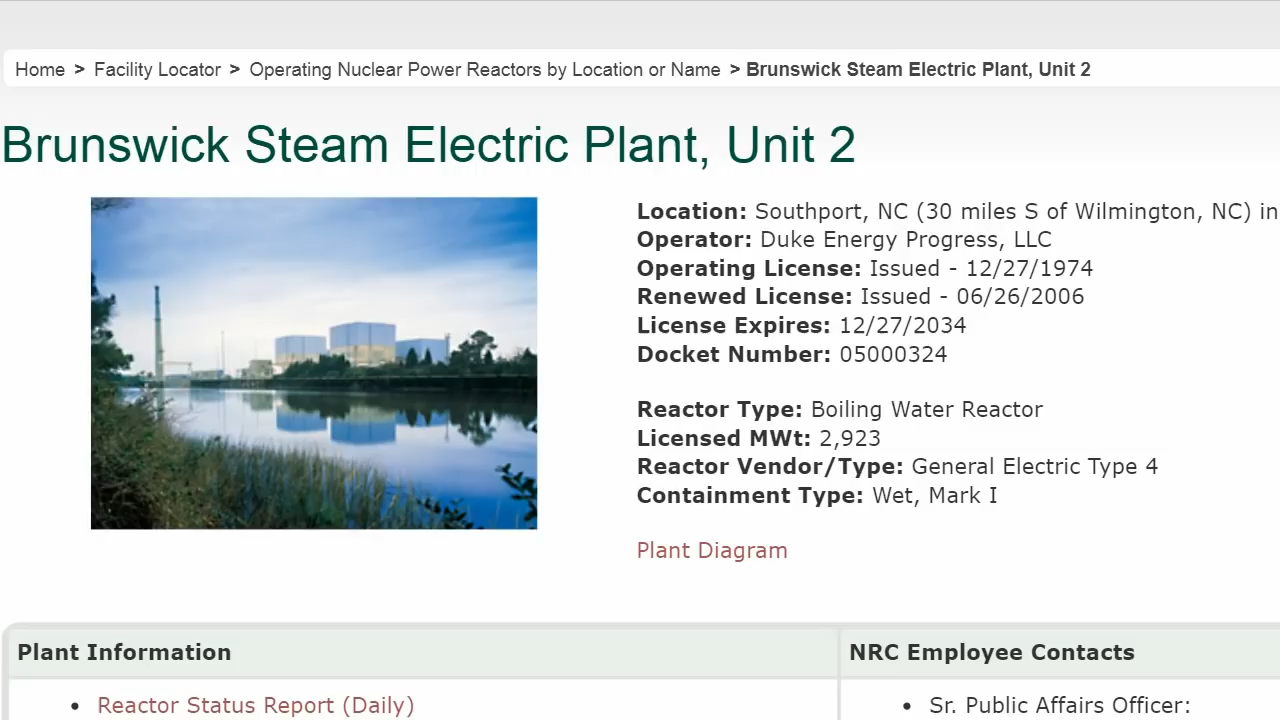 Home > Facility Locator > Operating Nuclear Power Reactors by Location or Name > Brunswick Steam Electric Plant, Unit 2
Brunswick Steam Electric Plant, Unit 2
Location: Southport, NC (30 miles S of Wilmington, NC) in
Operator: Duke Energy Progress, LLC
Operating License: Issued - 12/27/1974
Renewed License: Issued - 06/26/2006
License Expires: 12/27/2034
Docket Number: 05000324
Reactor Type: Boiling Water Reactor
Licensed MWt: 2,923
Reactor Vendor/Type: General Electric Type 4
Containment Type: Wet, Mark I
Plant Diagram
Plant Information
NRC Employee Contacts
• Reactor Status Report (Daily)
• Sr. Public Affairs Officer: